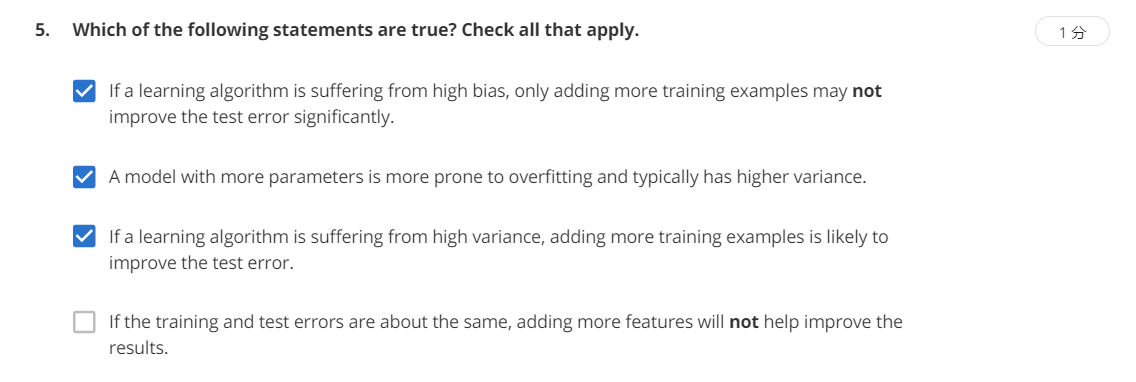 5. Which of the following statements are true? Check all that apply.
1 分
If a learning algorithm is suffering from high bias, only adding more training examples may not
improve the test error significantly.
A model with more parameters is more prone to overfitting and typically has higher variance.
If a learning algorithm is suffering from high variance, adding more training examples is likely to
improve the test error.
If the training and test errors are about the same, adding more features will not help improve the
results.